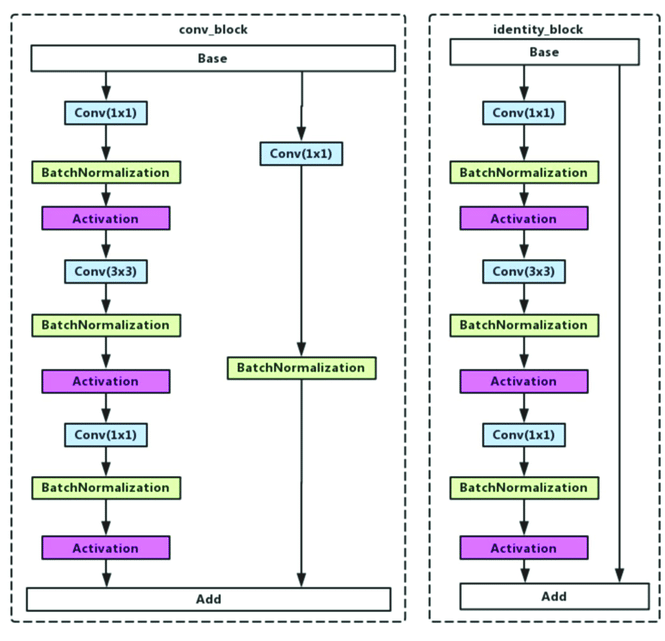 conv_block
Base
Conv(1x1)
BatchNormalization
Activation
Conv(3x3)
BatchNormalization
Activation
Conv(1x1)
BatchNormalization
Activation
Conv(1x1)
BatchNormalization
Add
identity_block
Base
Conv(1x1)
BatchNormalization
Activation
Conv(3x3)
BatchNormalization
Activation
Conv(1x1)
BatchNormalization
Activation
Add